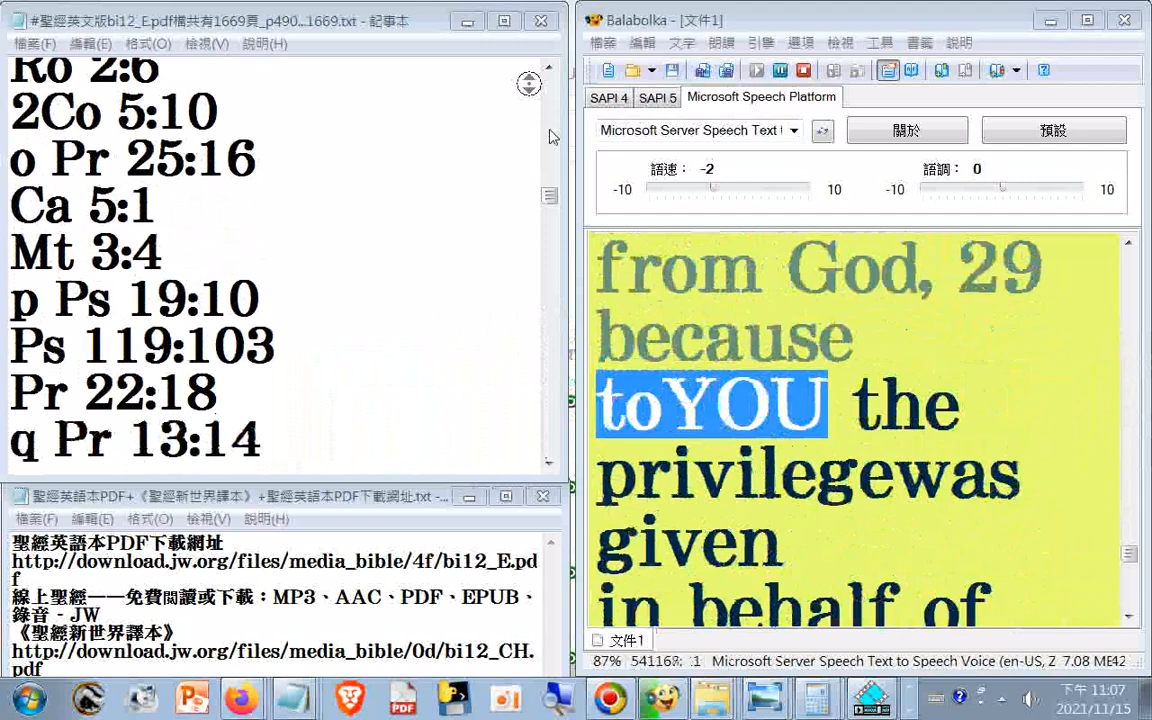 #聖經英文版bi12_E.pdf檔共有1669頁_p490...1669.txt - 記事本
檔案(F) 編輯(E) 格式(O) 檢視(V) 說明(H)
Ro 2:6
2Co 5:10
o Pr 25:16
Ca 5:1
Mt 3:4
p Ps 19:10
Ps 119:103
Pr 22:18
q Pr 13:14
聖經英語本PDF+《聖經新世界譯本》+聖經英語本PDF下載網址.txt - ...
檔案(F) 編輯(E) 格式(O) 檢視(V) 說明(H)
聖經英語本PDF下載網址
http://download.jw.org/files/media_bible/4f/bi12_E.pd
f
線上聖經——免費閱讀或下載：MP3、AAC、PDF、EPUB、
錄音 - JW
《聖經新世界譯本》
http://download.jw.org/files/media_bible/0d/bi12_CH.
pdf
Balabolka - [文件1]
檔案 編輯 文字 朗讀 引擎 選項 檢視 工具 書籤 說明
SAPI 4 SAPI 5 Microsoft Speech Platform
Microsoft Server Speech Text t 關於 預設
語速： -2 語調： 0
-10 10 -10 10
from God, 29
because
toYOU the
privilegewas
given
in behalf of
文件1
87% Microsoft Server Speech Text to Speech Voice (en-US, Z 7.08 ME
下午 11:07
2021/11/15